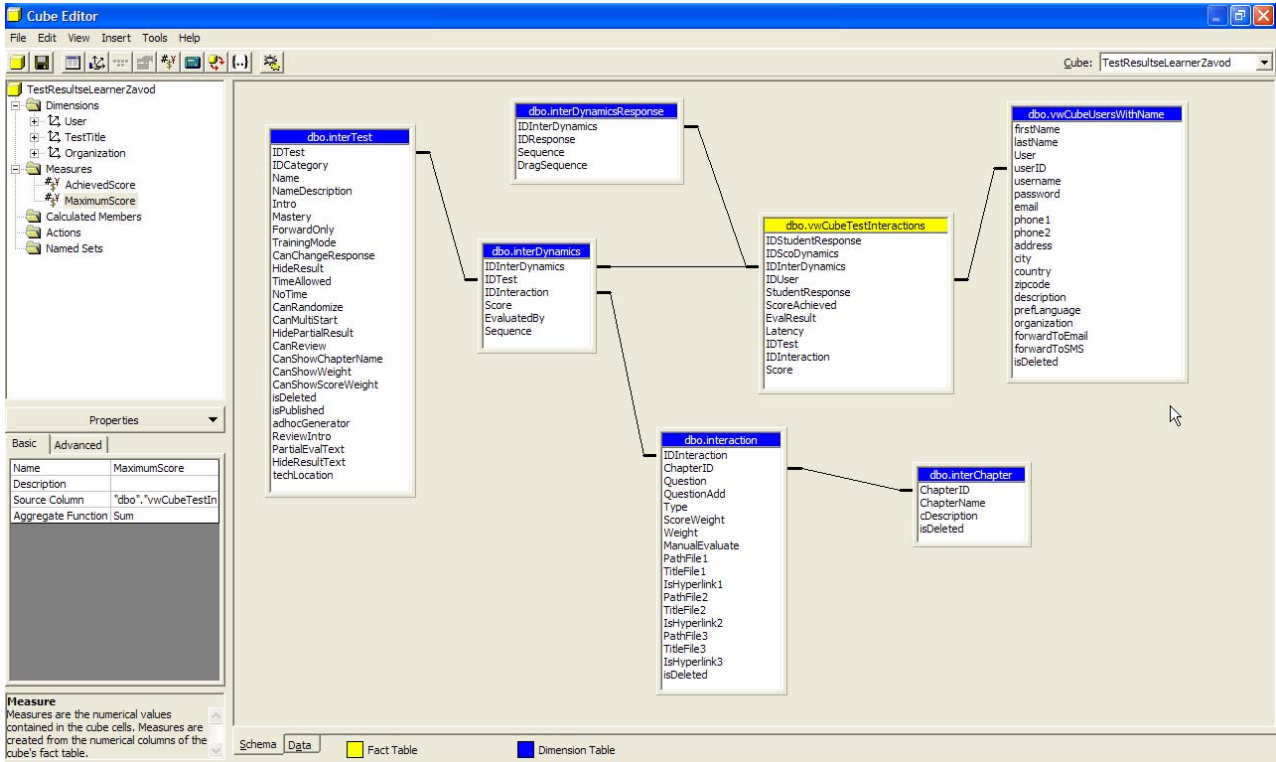 Cube Editor
File Edit View Insert Tools Help
Cube: TestResultseLearnerZavod
TestResultseLearnerZavod
Dimensions
User
TestTitle
Organization
Measures
AchievedScore
MaximumScore
Calculated Members
Actions
Named Sets
Properties
Basic Advanced
Name MaximumScore
Description
Source Column "dbo"."vwCubeTestIn
Aggregate Function Sum
Measure
Measures are the numerical values
contained in the cube cells. Measures are
created from the numerical columns of the
cube's fact table.
dbo.interTest
IDTest
IDCategory
Name
NameDescription
Intro
Mastery
ForwardOnly
TrainingMode
CanChangeResponse
HideResult
TimeAllowed
NoTime
CanRandomize
CanMultiStart
HidePartialResult
CanReview
CanShowChapterName
CanShowWeight
CanShowScoreWeight
isDeleted
isPublished
adhocGenerator
ReviewIntro
PartialEvalText
HideResultText
techLocation
dbo.interDynamicsResponse
IDInterDynamics
IDResponse
Sequence
DragSequence
dbo.interDynamics
IDInterDynamics
IDTest
IDInteraction
Score
EvaluatedBy
Sequence
dbo.vwCubeTestInteractions
IDStudentResponse
IDScoDynamics
IDInterDynamics
IDUser
StudentResponse
ScoreAchieved
EvalResult
Latency
IDTest
IDInteraction
Score
dbo.vwCubeUsersWithName
firstName
lastName
User
userID
username
password
email
phone1
phone2
address
city
country
zipcode
description
prefLanguage
organization
forwardToEmail
forwardToSMS
isDeleted
dbo.interaction
IDInteraction
ChapterID
Question
QuestionAdd
Type
ScoreWeight
Weight
ManualEvaluate
PathFile1
TitleFile1
IsHyperlink1
PathFile2
TitleFile2
IsHyperlink2
PathFile3
TitleFile3
IsHyperlink3
isDeleted
dbo.interChapter
ChapterID
ChapterName
cDescription
isDeleted
Schema Data Fact Table Dimension Table